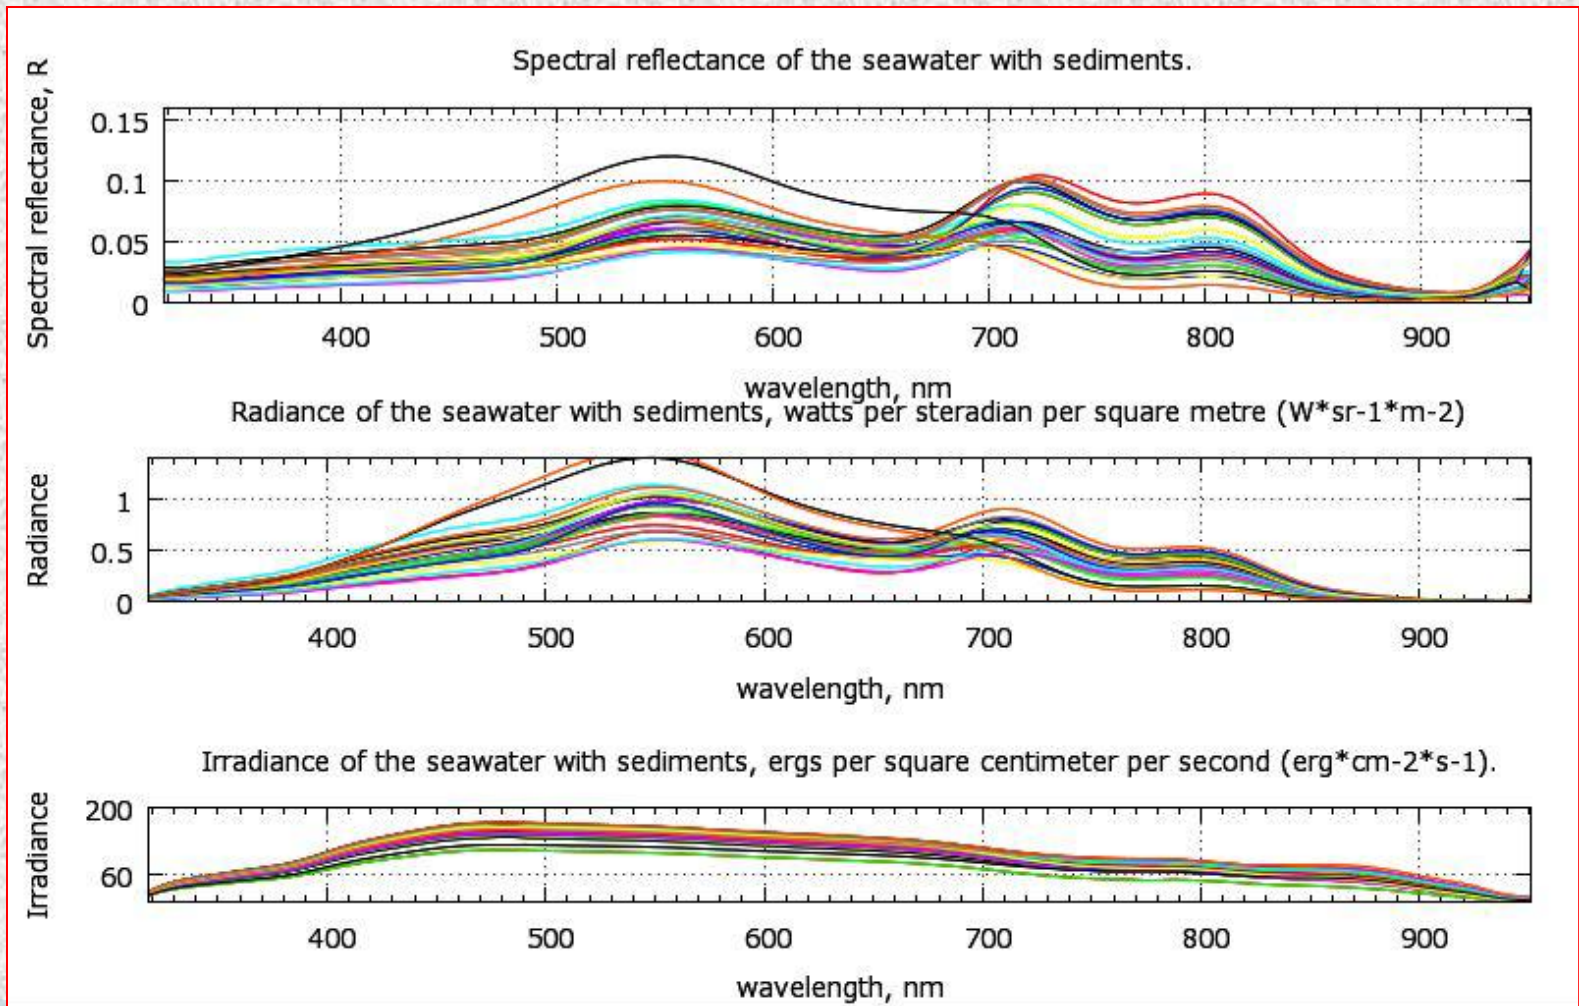 Spectral reflectance of the seawater with sediments.
Spectral reflectance, R
0.15
0.1
0.05
0
400 500 600 700 800 900
wavelength, nm
Radiance of the seawater with sediments, watts per steradian per square metre (W*sr-1*m-2)
Radiance
1
0.5
0
400 500 600 700 800 900
wavelength, nm
Irradiance of the seawater with sediments, ergs per square centimeter per second (erg*cm-2*s-1).
Irradiance
200
60
400 500 600 700 800 900
wavelength, nm